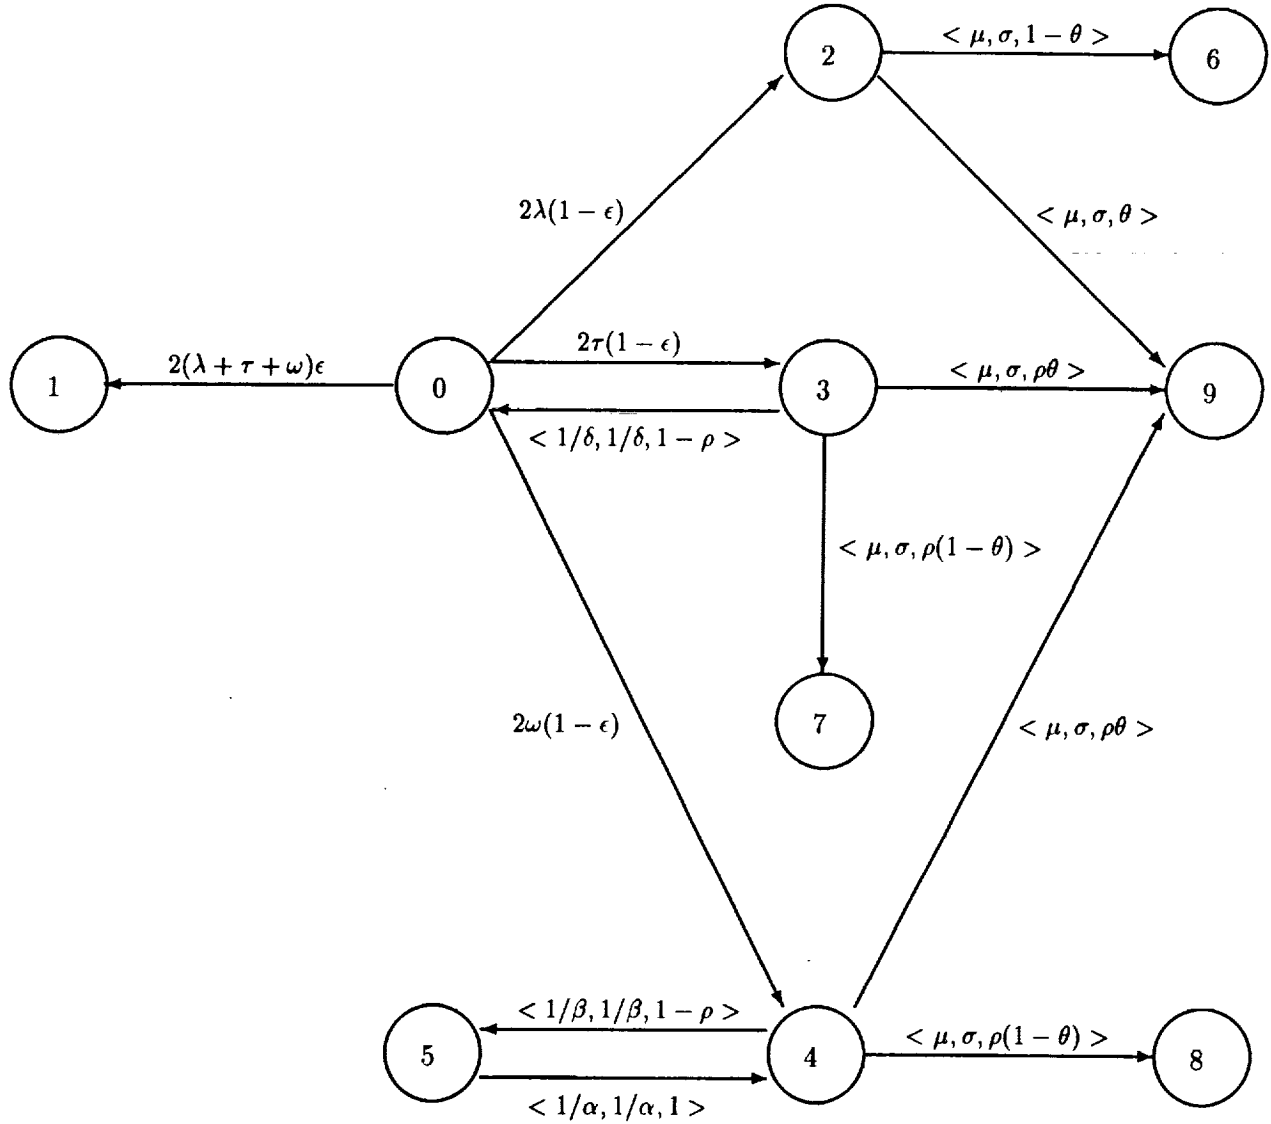 2
< μ, σ, 1 − θ >
6
2λ(1 − ϵ)
< μ, σ, θ >
1
2(λ + τ + ω)ϵ
0
2τ(1 − ϵ)
3
< μ, σ, ρθ >
9
< 1/δ, 1/δ, 1 − ρ >
< μ, σ, ρ(1 − θ) >
7
2ω(1 − ϵ)
< μ, σ, ρθ >
5
< 1/β, 1/β, 1 − ρ >
4
< μ, σ, ρ(1 − θ) >
8
< 1/α, 1/α, 1 >